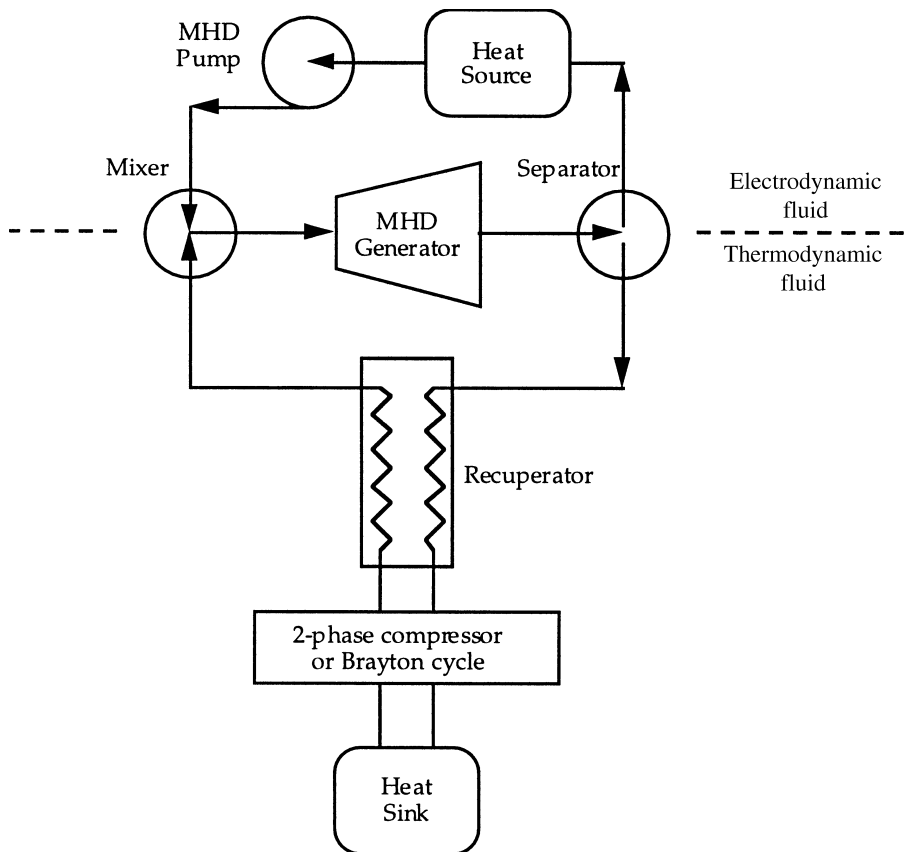 MHD
Pump
Heat
Source
Mixer
Separator
MHD
Generator
Electrodynamic
fluid
Thermodynamic
fluid
Recuperator
2-phase compressor
or Brayton cycle
Heat
Sink